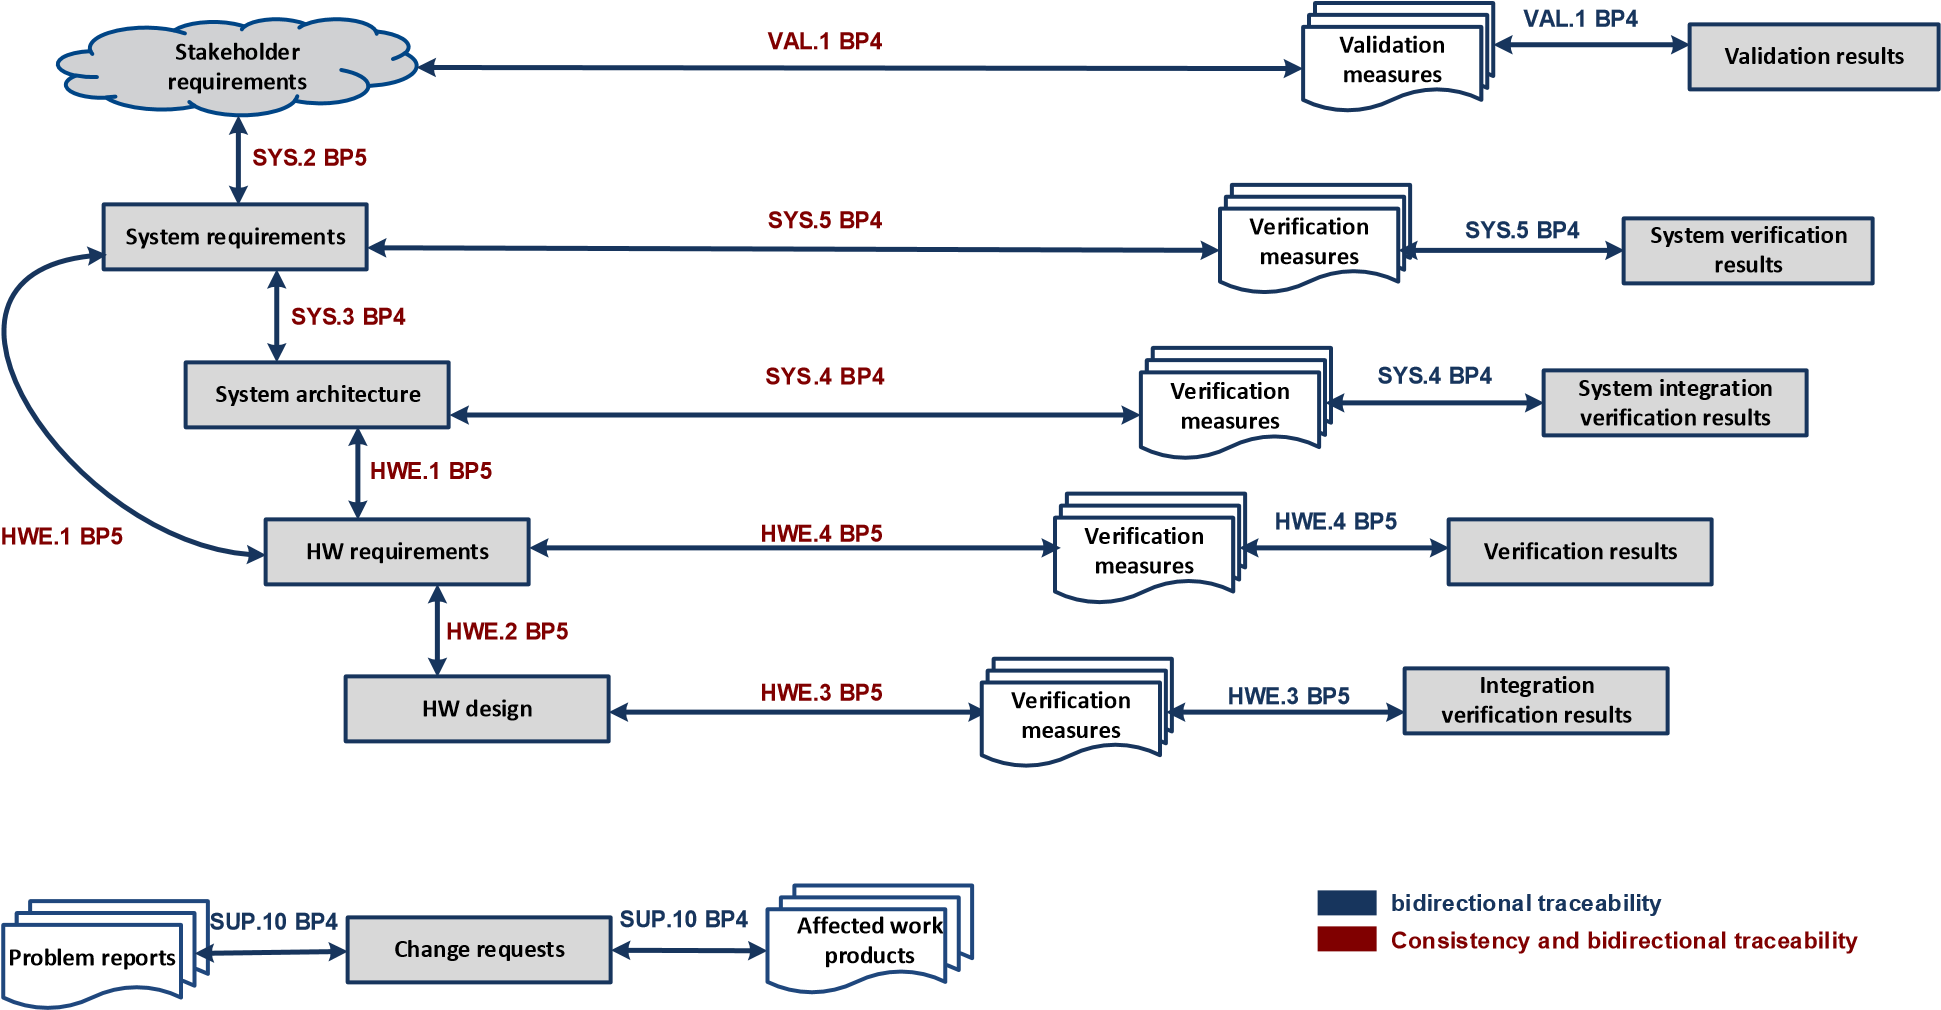 Stakeholder
requirements
VAL.1 BP4
Validation
measures
VAL.1 BP4
Validation results
SYS.2 BP5
System requirements
SYS.5 BP4
Verification
measures
SYS.5 BP4
System verification
results
SYS.3 BP4
System architecture
SYS.4 BP4
Verification
measures
SYS.4 BP4
System integration
verification results
HWE.1 BP5
HWE.1 BP5
HW requirements
HWE.4 BP5
Verification
measures
HWE.4 BP5
Verification results
HWE.2 BP5
HW design
HWE.3 BP5
Verification
measures
HWE.3 BP5
Integration
verification results
Problem reports
SUP.10 BP4
Change requests
SUP.10 BP4
Affected work
products
bidirectional traceability
Consistency and bidirectional traceability